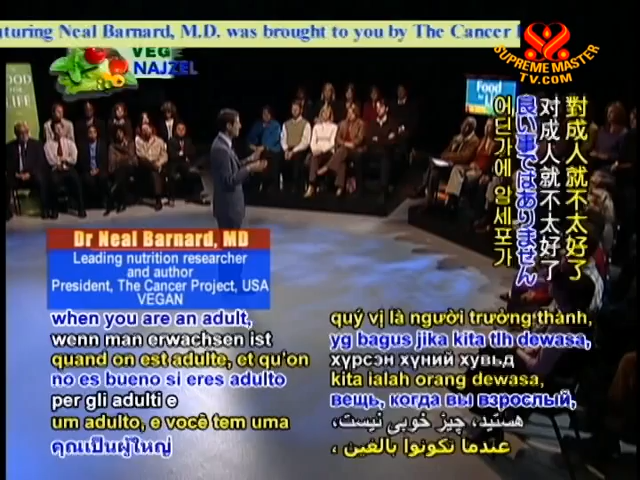 aturing Neal Barnard, M.D. was brought to you by The Cancer
VEG
NAJZEL
SUPREME MASTER
TV.COM
FOOD
for
LIFE
Food
對成人就不太好了
对成人就不太好了
良い事ではありません
어딘가에 암세포가
Dr Neal Barnard, MD
Leading nutrition researcher
and author
President, The Cancer Project, USA
VEGAN
when you are an adult,
wenn man erwachsen ist
quand on est adulte, et qu'on
no es bueno si eres adulto
per gli adulti e
um adulto, e você tem uma
คุณเป็นผู้ใหญ่
quý vị là người trưởng thành,
yg bagus jika kita tlh dewasa,
хүрсэн хүний хувьд
kita ialah orang dewasa,
вещь, когда вы взрослый,
هستید، چیز خوبی نیست،
عندما تكونوا بالغين ،